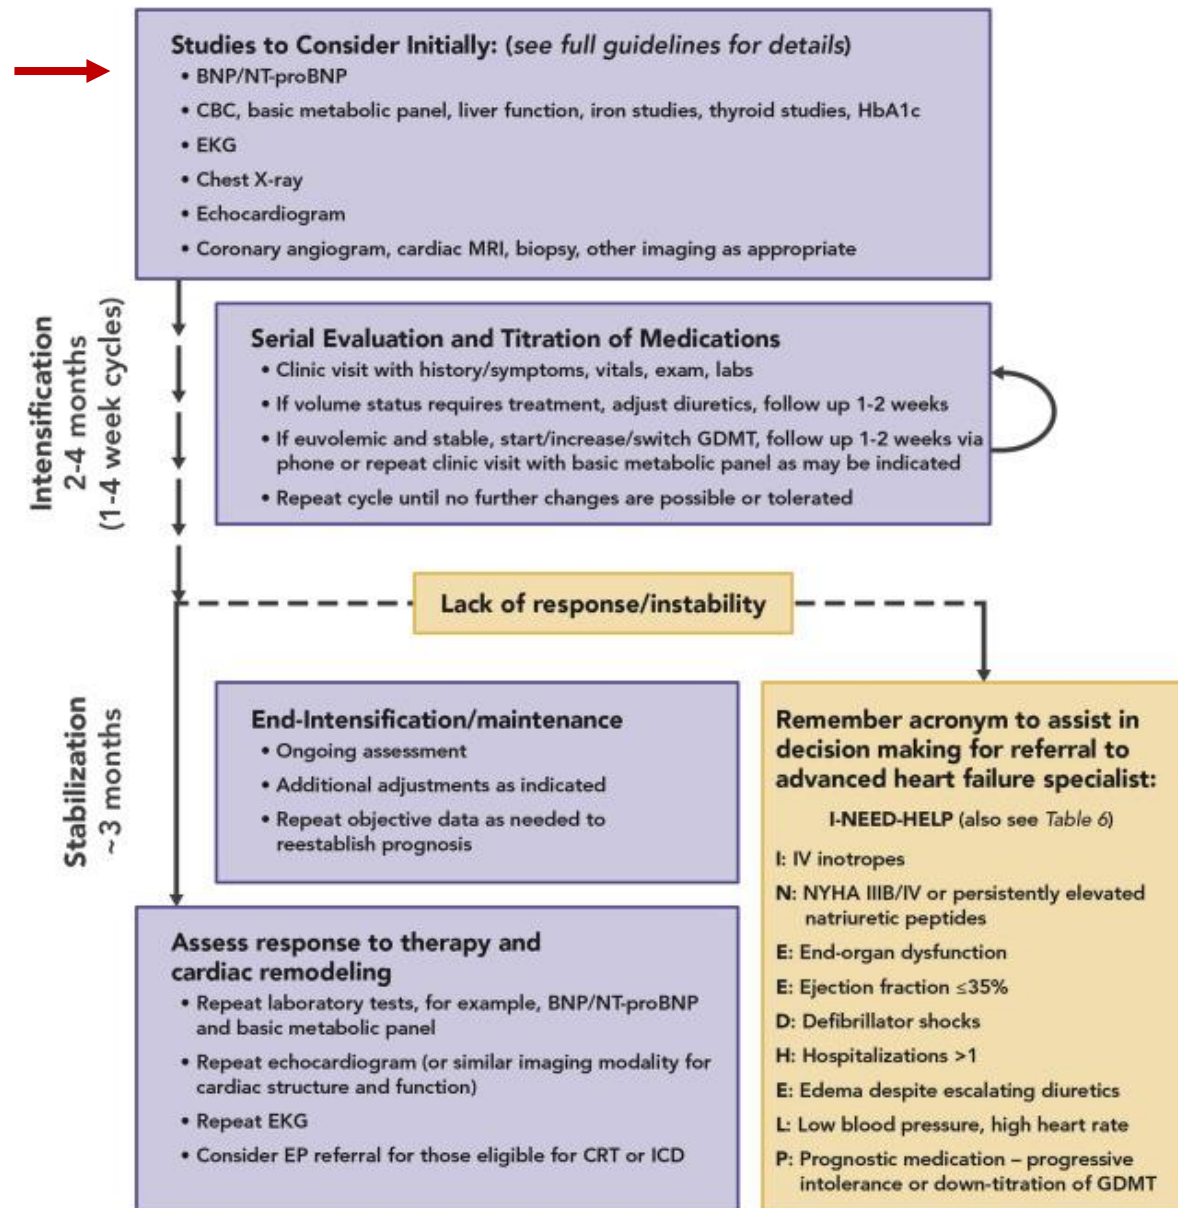 Studies to Consider Initially: (see full guidelines for details)
• BNP/NT-proBNP
• CBC, basic metabolic panel, liver function, iron studies, thyroid studies, HbA1c
• EKG
• Chest X-ray
• Echocardiogram
• Coronary angiogram, cardiac MRI, biopsy, other imaging as appropriate
Intensification
2-4 months
(1-4 week cycles)
Serial Evaluation and Titration of Medications
• Clinic visit with history/symptoms, vitals, exam, labs
• If volume status requires treatment, adjust diuretics, follow up 1-2 weeks
• If euvolemic and stable, start/increase/switch GDMT, follow up 1-2 weeks via
phone or repeat clinic visit with basic metabolic panel as may be indicated
• Repeat cycle until no further changes are possible or tolerated
Lack of response/instability
Stabilization
~3 months
End-Intensification/maintenance
• Ongoing assessment
• Additional adjustments as indicated
• Repeat objective data as needed to
reestablish prognosis
Assess response to therapy and
cardiac remodeling
• Repeat laboratory tests, for example, BNP/NT-proBNP
and basic metabolic panel
• Repeat echocardiogram (or similar imaging modality for
cardiac structure and function)
• Repeat EKG
• Consider EP referral for those eligible for CRT or ICD
Remember acronym to assist in
decision making for referral to
advanced heart failure specialist:
I-NEED-HELP (also see Table 6)
I: IV inotropes
N: NYHA IIIB/IV or persistently elevated
natriuretic peptides
E: End-organ dysfunction
E: Ejection fraction ≤35%
D: Defibrillator shocks
H: Hospitalizations >1
E: Edema despite escalating diuretics
L: Low blood pressure, high heart rate
P: Prognostic medication – progressive
intolerance or down-titration of GDMT